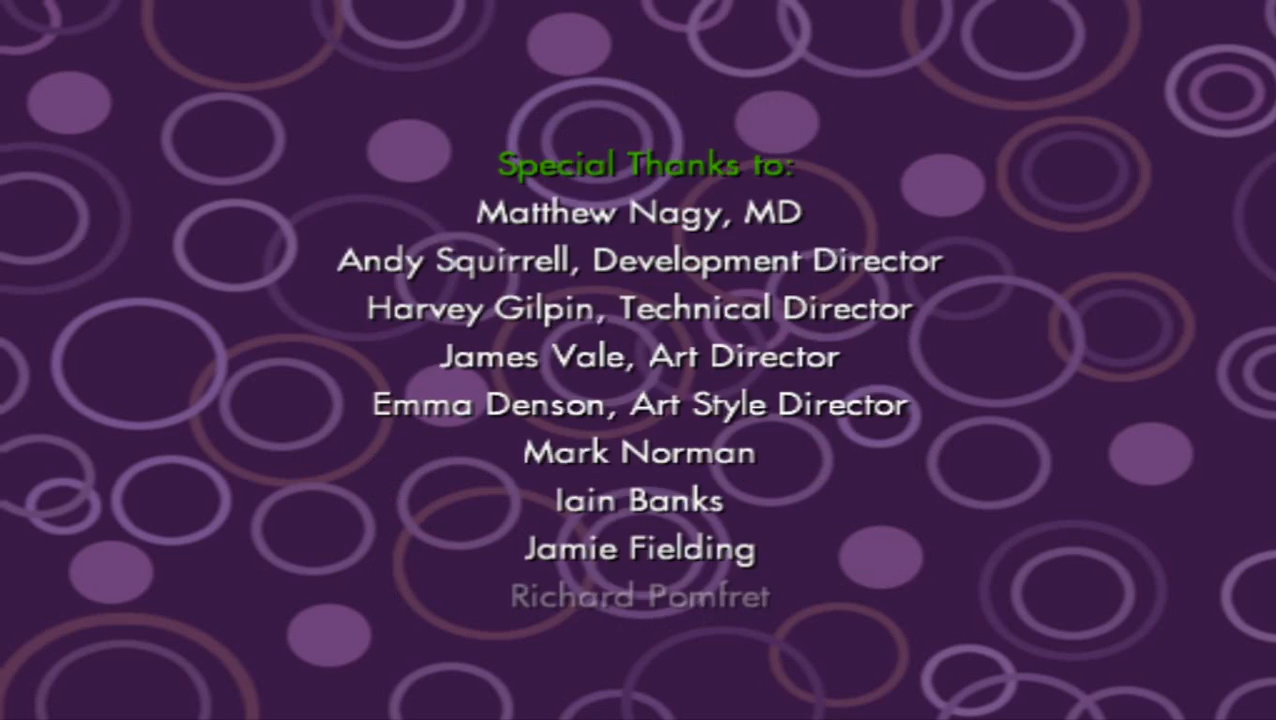 Special Thanks to:
Matthew Nagy, MD
Andy Squirrell, Development Director
Harvey Gilpin, Technical Director
James Vale, Art Director
Emma Denson, Art Style Director
Mark Norman
Iain Banks
Jamie Fielding
Richard Pomfret